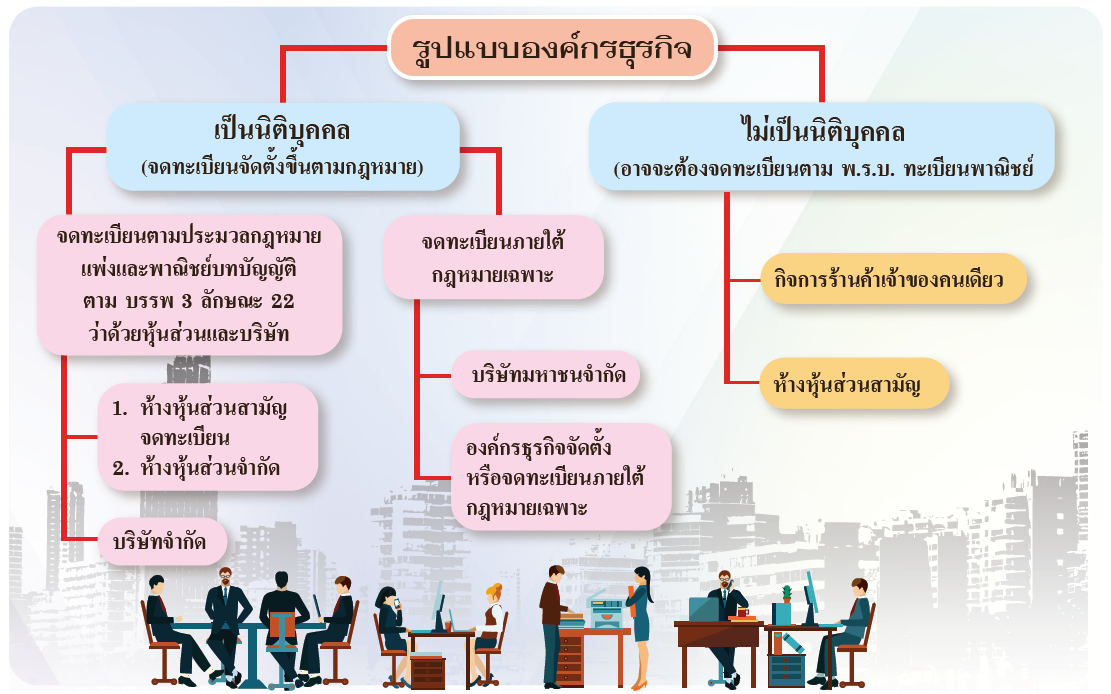 รูปแบบองค์กรธุรกิจ
เป็นนิติบุคคล
(จดทะเบียนจัดตั้งขึ้นตามกฎหมาย)
จดทะเบียนตามประมวลกฎหมาย
แพ่งและพาณิชย์บทบัญญัติ
ตาม บรรพ 3 ลักษณะ 22
ว่าด้วยหุ้นส่วนและบริษัท
1. ห้างหุ้นส่วนสามัญ
จดทะเบียน
2. ห้างหุ้นส่วนจำกัด
บริษัทจำกัด
จดทะเบียนภายใต้
กฎหมายเฉพาะ
บริษัทมหาชนจำกัด
องค์กรธุรกิจจัดตั้ง
หรือจดทะเบียนภายใต้
กฎหมายเฉพาะ
ไม่เป็นนิติบุคคล
(อาจจะต้องจดทะเบียนตาม พ.ร.บ. ทะเบียนพาณิชย์
กิจการร้านค้าเจ้าของคนเดียว
ห้างหุ้นส่วนสามัญ